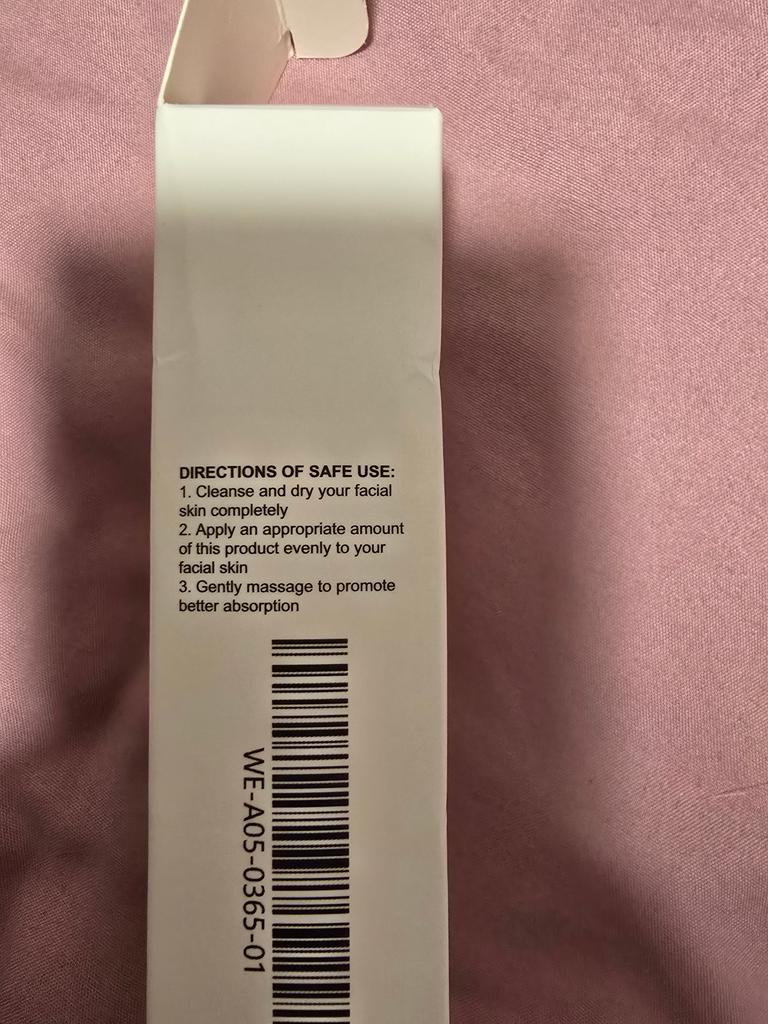 DIRECTIONS OF SAFE USE:
1. Cleanse and dry your facial
skin completely
2. Apply an appropriate amount
of this product evenly to your
facial skin
3. Gently massage to promote
better absorption
WE-A05-0365-01